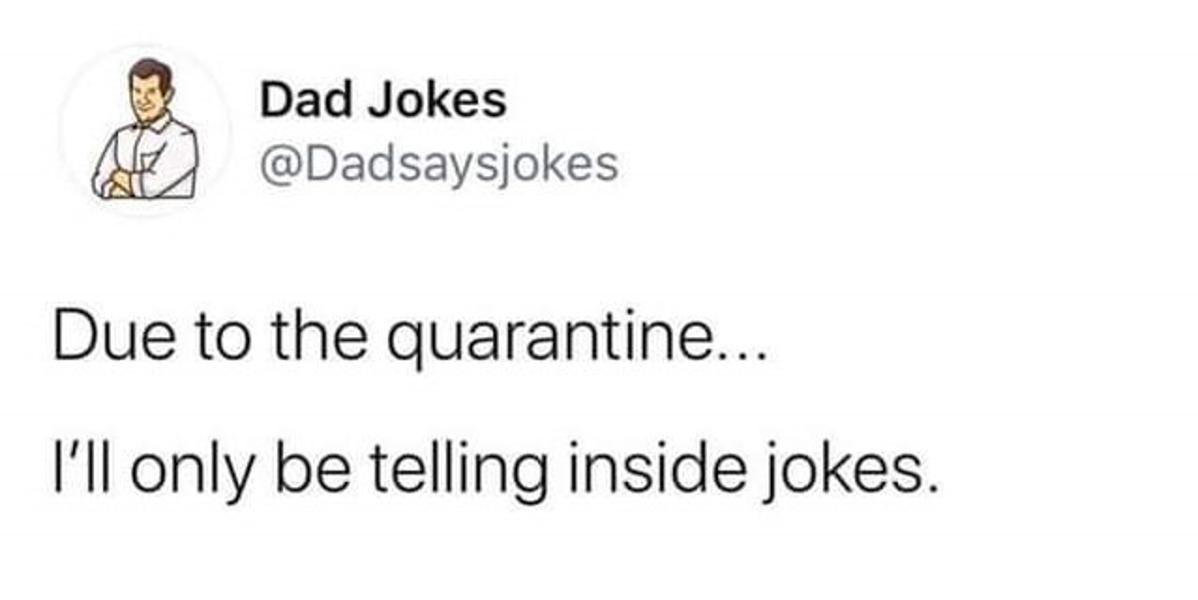 Dad Jokes
@Dadsaysjokes
Due to the quarantine...
I'll only be telling inside jokes.